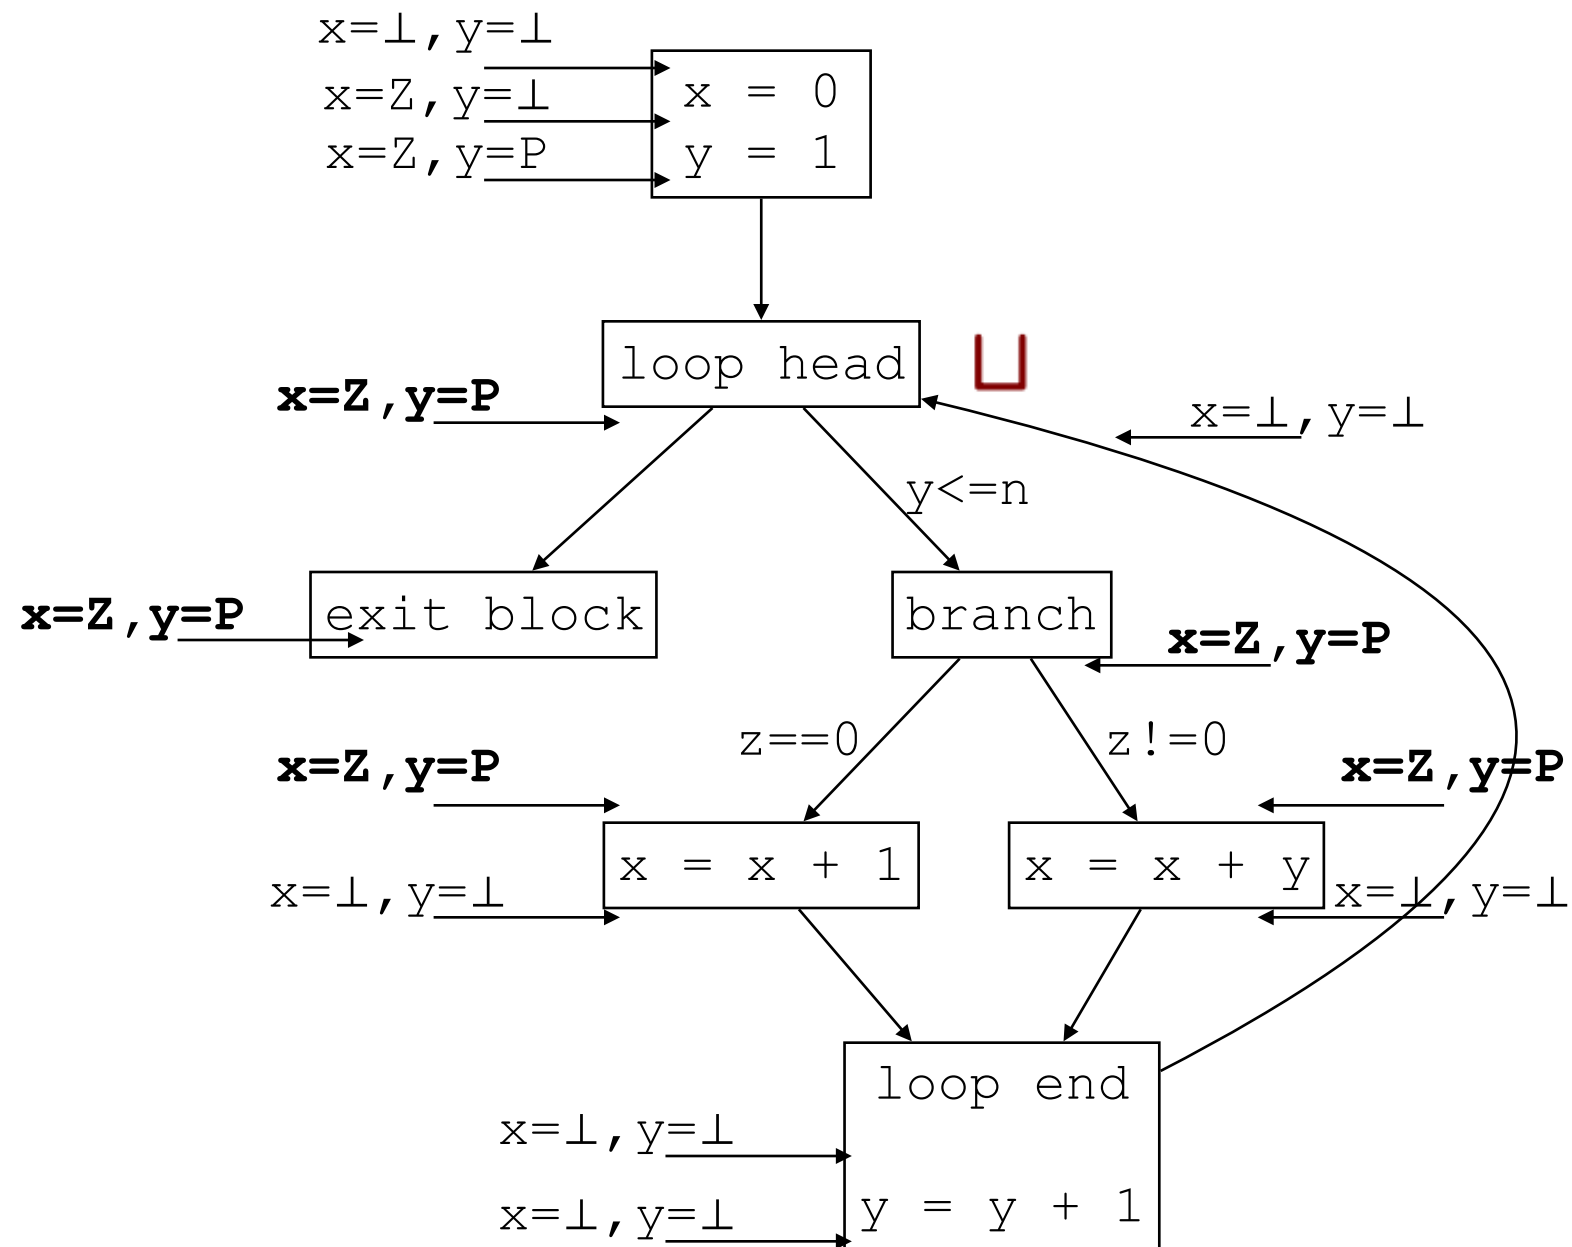 x=⊥,y=⊥
x=Z,y=⊥
x=Z,y=P
x = 0
y = 1
loop head
⊔
x=Z,y=P
x=⊥,y=⊥
y<=n
exit block
x=Z,y=P
branch
x=Z,y=P
z==0
z!=0
x=Z,y=P
x=Z,y=P
x = x + 1
x = x + y
x=⊥,y=⊥
x=⊥,y=⊥
loop end
x=⊥,y=⊥
y = y + 1
x=⊥,y=⊥